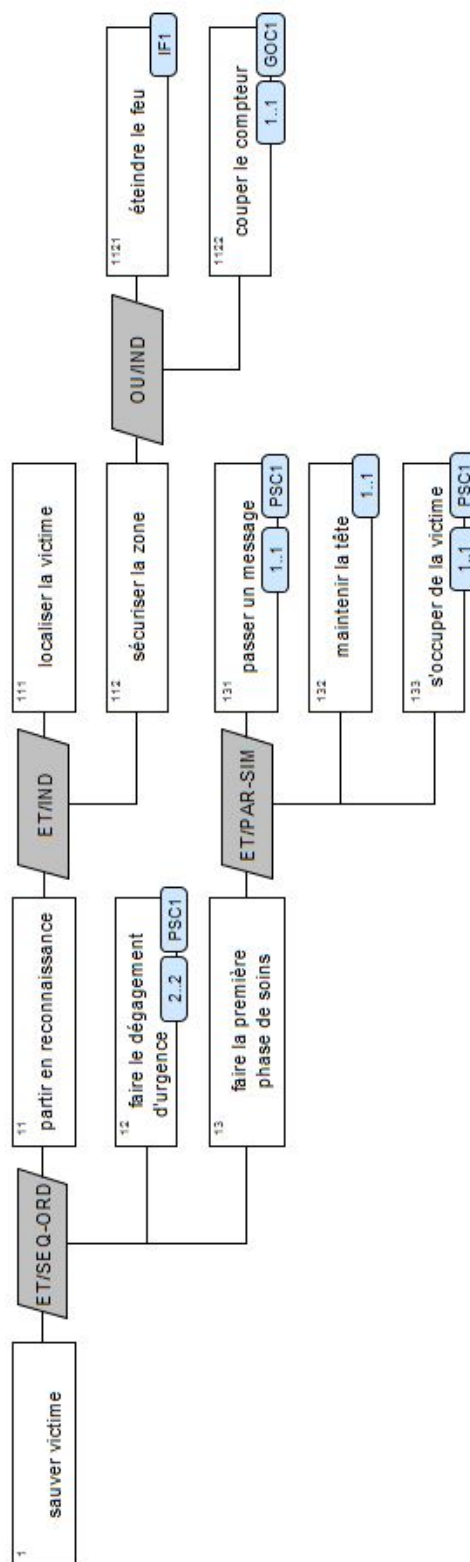 1
sauver victime
ET/SEQ-ORD
11
partir en reconnaissance
ET/IND
111
localiser la victime
112
sécuriser la zone
OU/IND
1121
éteindre le feu
IF1
1122
couper le compteur
1..1
GOC1
12
faire le dégagement
d'urgence
2..2
PSC1
13
faire la première
phase de soins
ET/PAR-SIM
131
passer un message
1..1
PSC1
132
maintenir la tête
1..1
133
s'occuper de la victime
1..1
PSC1